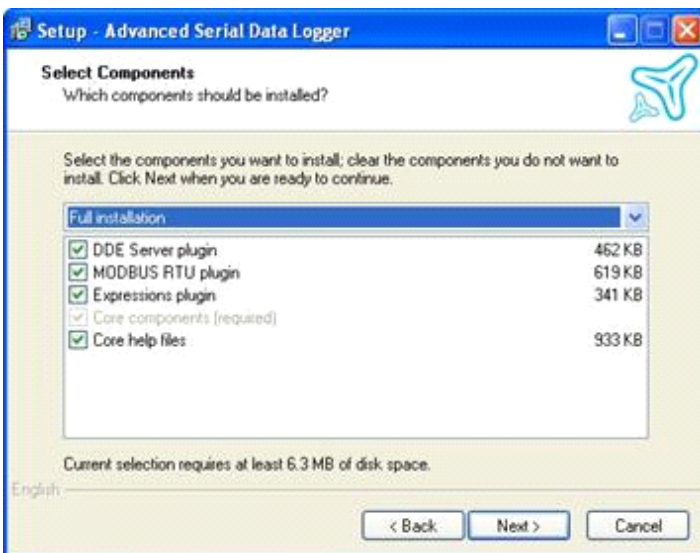 Setup - Advanced Serial Data Logger
Select Components
Which components should be installed?
Select the components you want to install; clear the components you do not want to
install. Click Next when you are ready to continue.
Full installation
DDE Server plugin 462 KB
MODBUS RTU plugin 619 KB
Expressions plugin 341 KB
Core components (required)
Core help files 933 KB
Current selection requires at least 6.3 MB of disk space.
English
< Back Next > Cancel